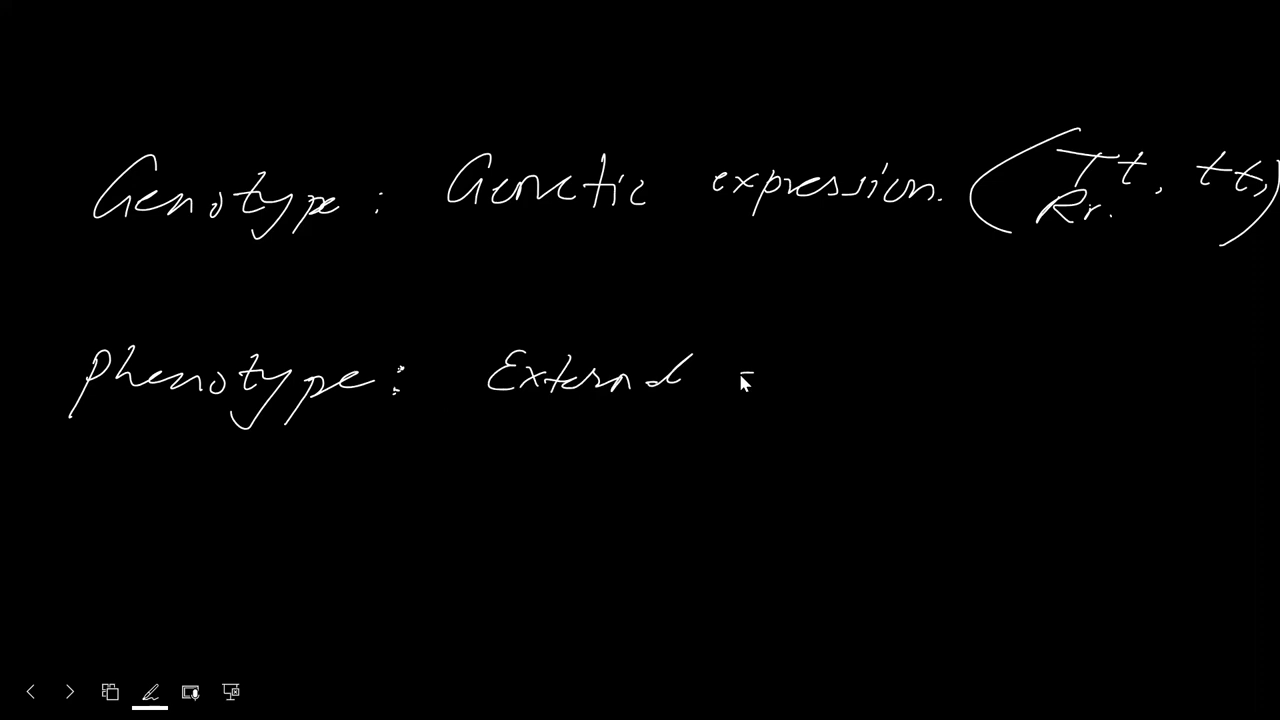 Genotype: Genetic expression. (Tt, tt,
Rr.)
Phenotype: External